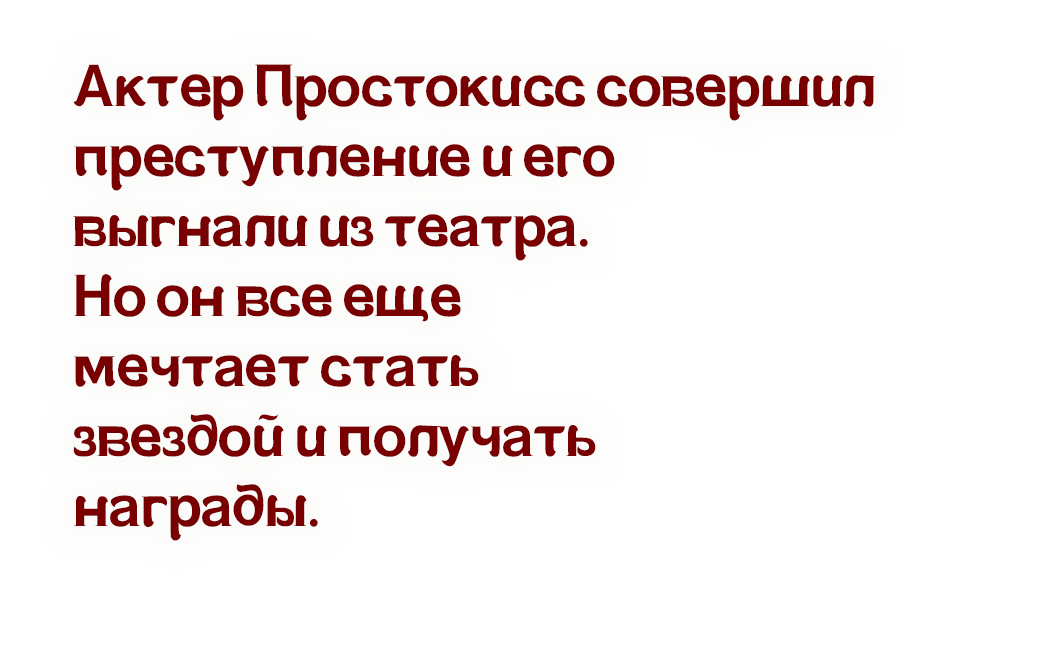 Актер Простокисс совершил
преступление и его
выгнали из театра.
Но он все еще
мечтает стать
звездой и получать
награды.